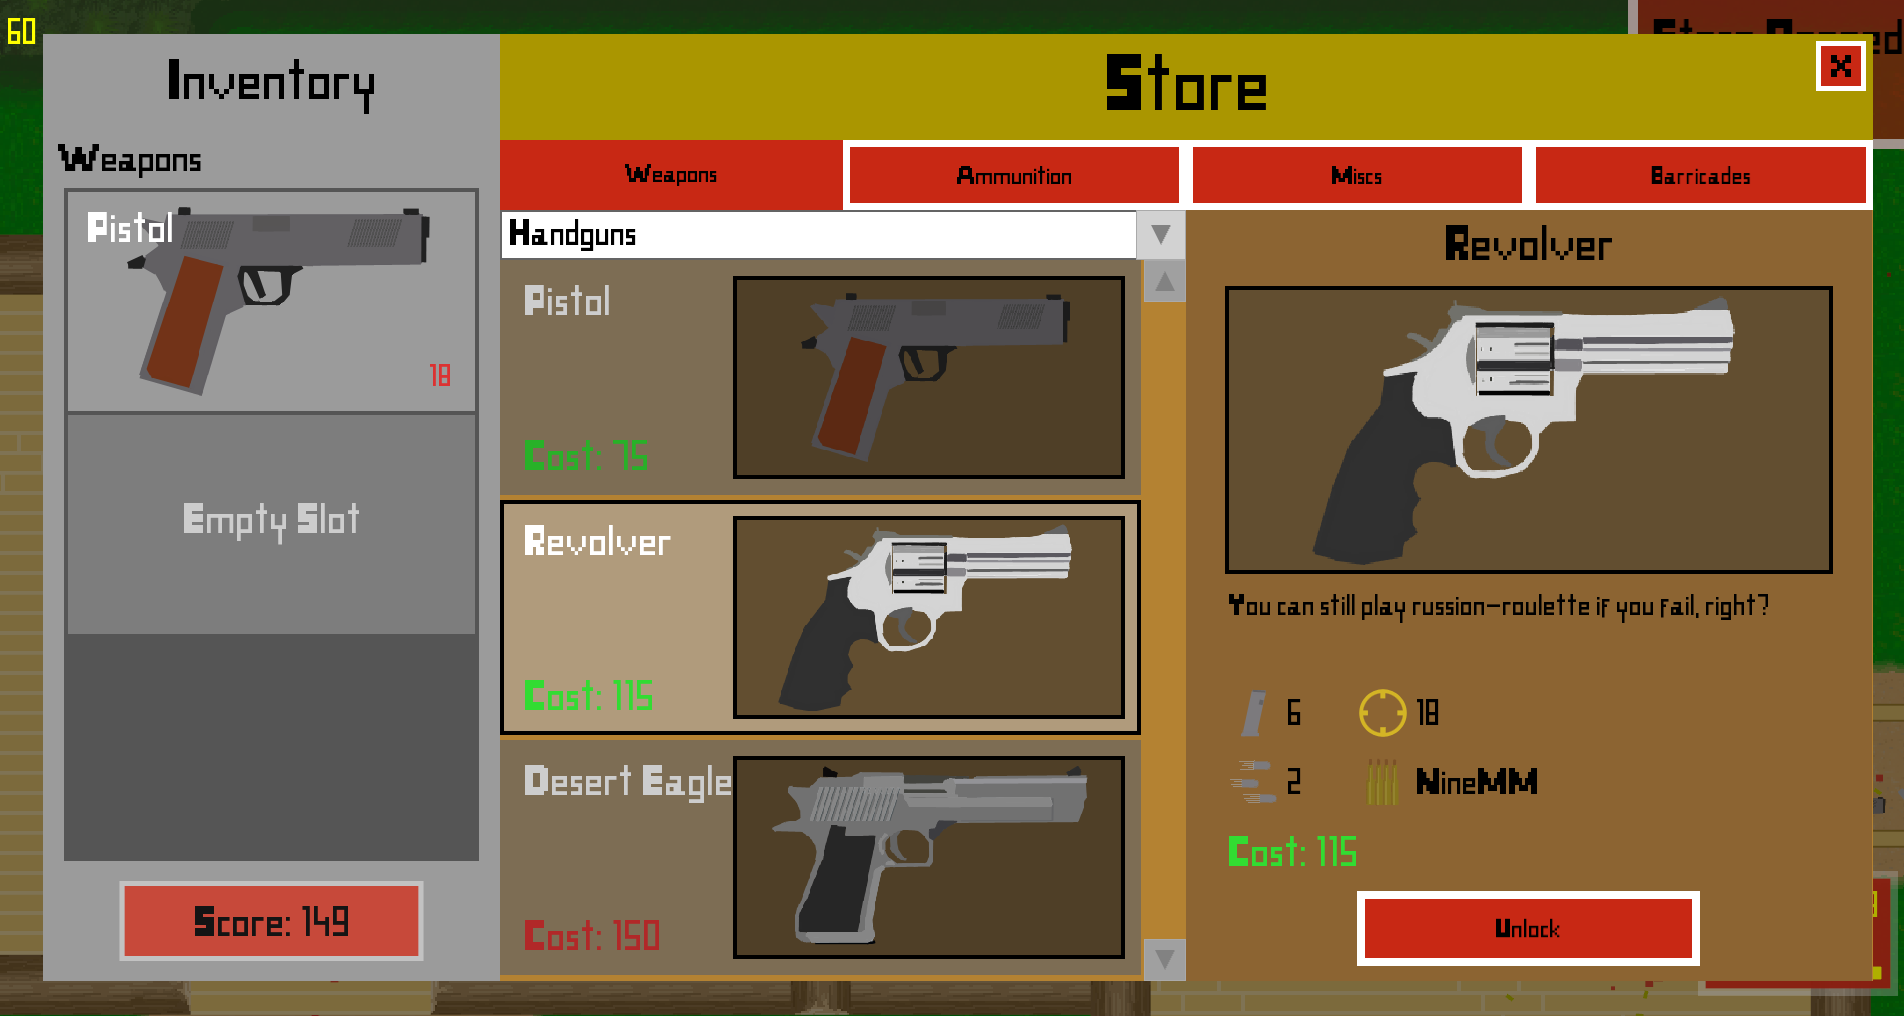 60
Inventory
Weapons
Pistol
18
Empty Slot
Score: 149
Store
X
Weapons
Ammunition
Miscs
Barricades
Handguns
Pistol
Cost: 75
Revolver
Cost: 115
Desert Eagle
Cost: 150
Revolver
You can still play russion-roulette if you fail, right?
6
18
2
NineMM
Cost: 115
Unlock